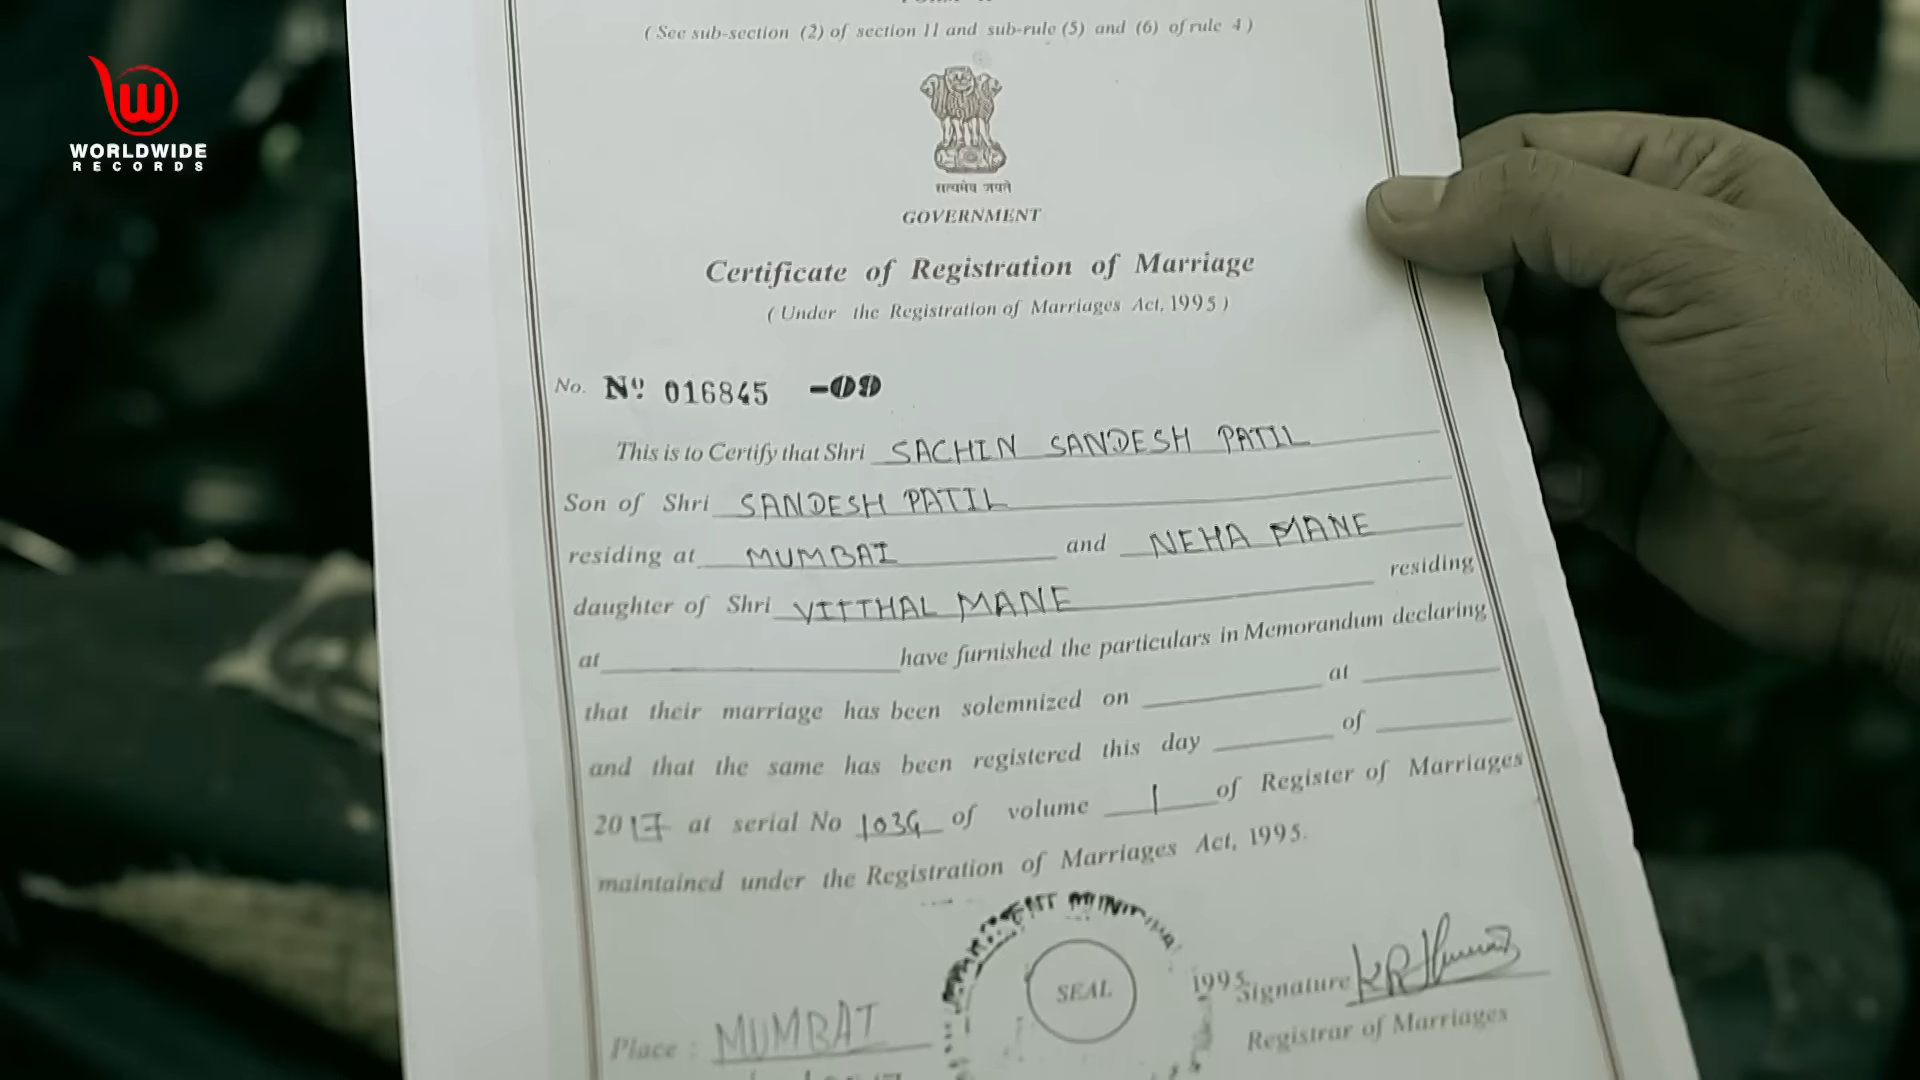 WORLDWIDE
RECORDS
( See sub-section (2) of section 11 and sub-rule (5) and (6) of rule 4 )
सत्यमेव जयते
GOVERNMENT
Certificate of Registration of Marriage
( Under the Registration of Marriages Act, 1995 )
No. Nº 016845 -09
This is to Certify that Shri SACHIN SANDESH PATIL
Son of Shri SANDESH PATIL
residing at MUMBAI and NEHA MANE
daughter of Shri VITTHAL MANE residing
at have furnished the particulars in Memorandum declaring
that their marriage has been solemnized on at
and that the same has been registered this day of
2017 at serial No 1039 of volume 1 of Register of Marriages
maintained under the Registration of Marriages Act, 1995.
SEAL
1995
Signature
Registrar of Marriages
Place : MUMBAI